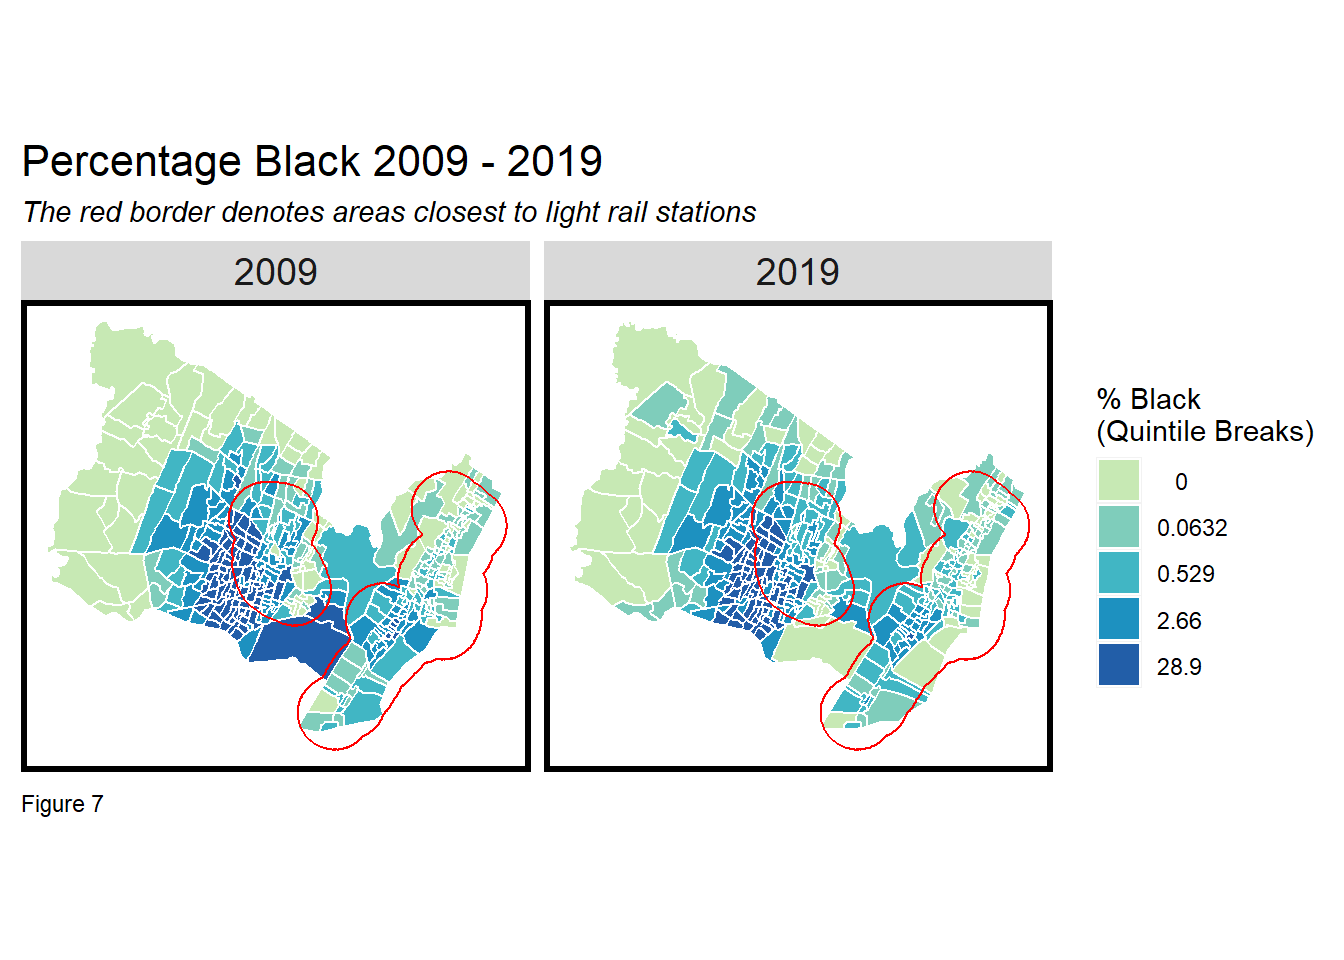 Percentage Black 2009 - 2019
The red border denotes areas closest to light rail stations
2009
2019
% Black
(Quintile Breaks)
0
0.0632
0.529
2.66
28.9
Figure 7